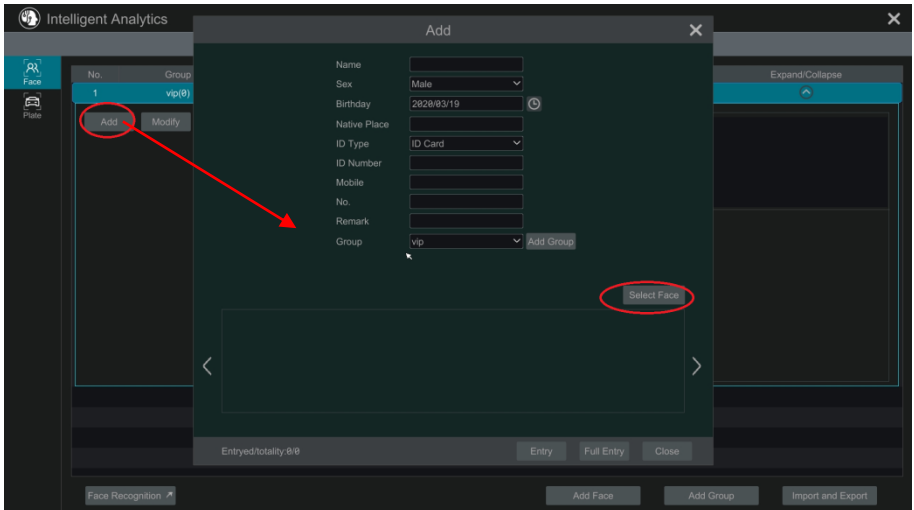 Intelligent Analytics
Face
Plate
No. Group Expand/Collapse
1 vip(0)
Add Modify
Add
Name
Sex Male
Birthday 2020/03/19
Native Place
ID Type ID Card
ID Number
Mobile
No.
Remark
Group vip Add Group
Select Face
Entryed/totality:0/0
Entry Full Entry Close
Face Recognition Add Face Add Group Import and Export